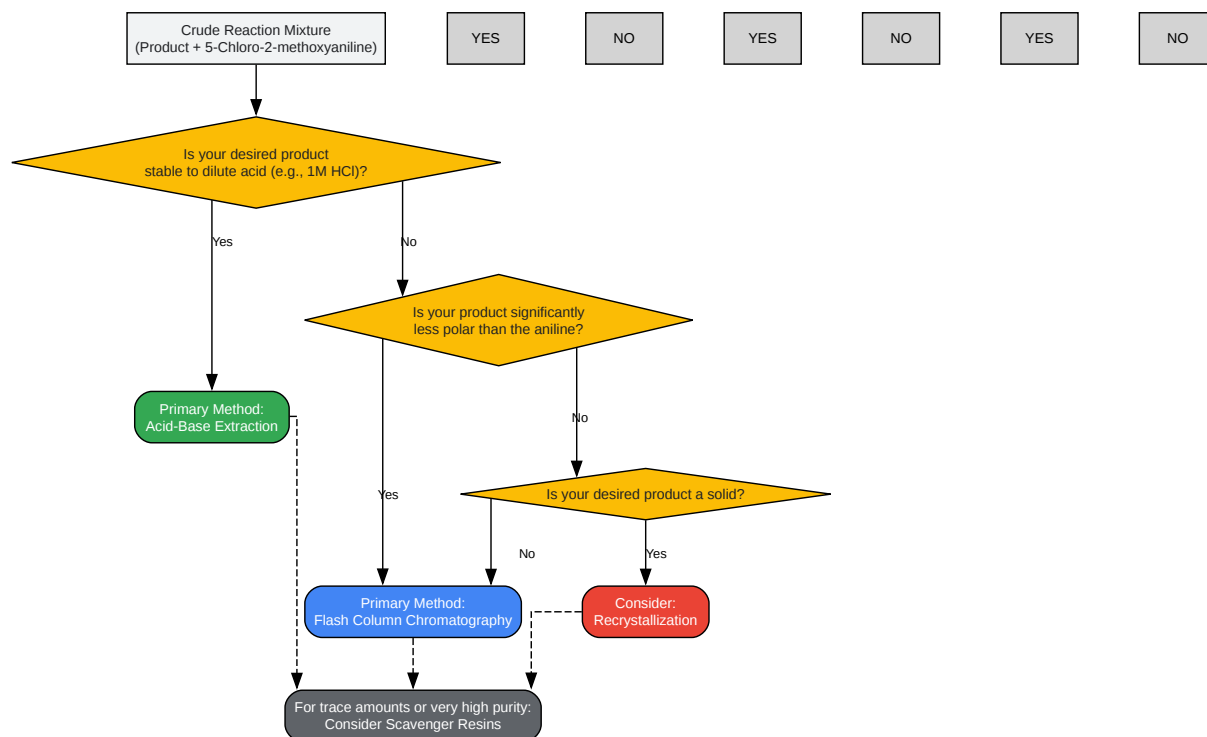 Crude Reaction Mixture
(Product + 5-Chloro-2-methoxyaniline)
YES
NO
YES
NO
YES
NO
Is your desired product
stable to dilute acid (e.g., 1M HCl)?
Yes
No
Is your product significantly
less polar than the aniline?
Primary Method:
Acid-Base Extraction
No
Yes
Is your desired product a solid?
No
Yes
Primary Method:
Flash Column Chromatography
Consider:
Recrystallization
For trace amounts or very high purity:
Consider Scavenger Resins